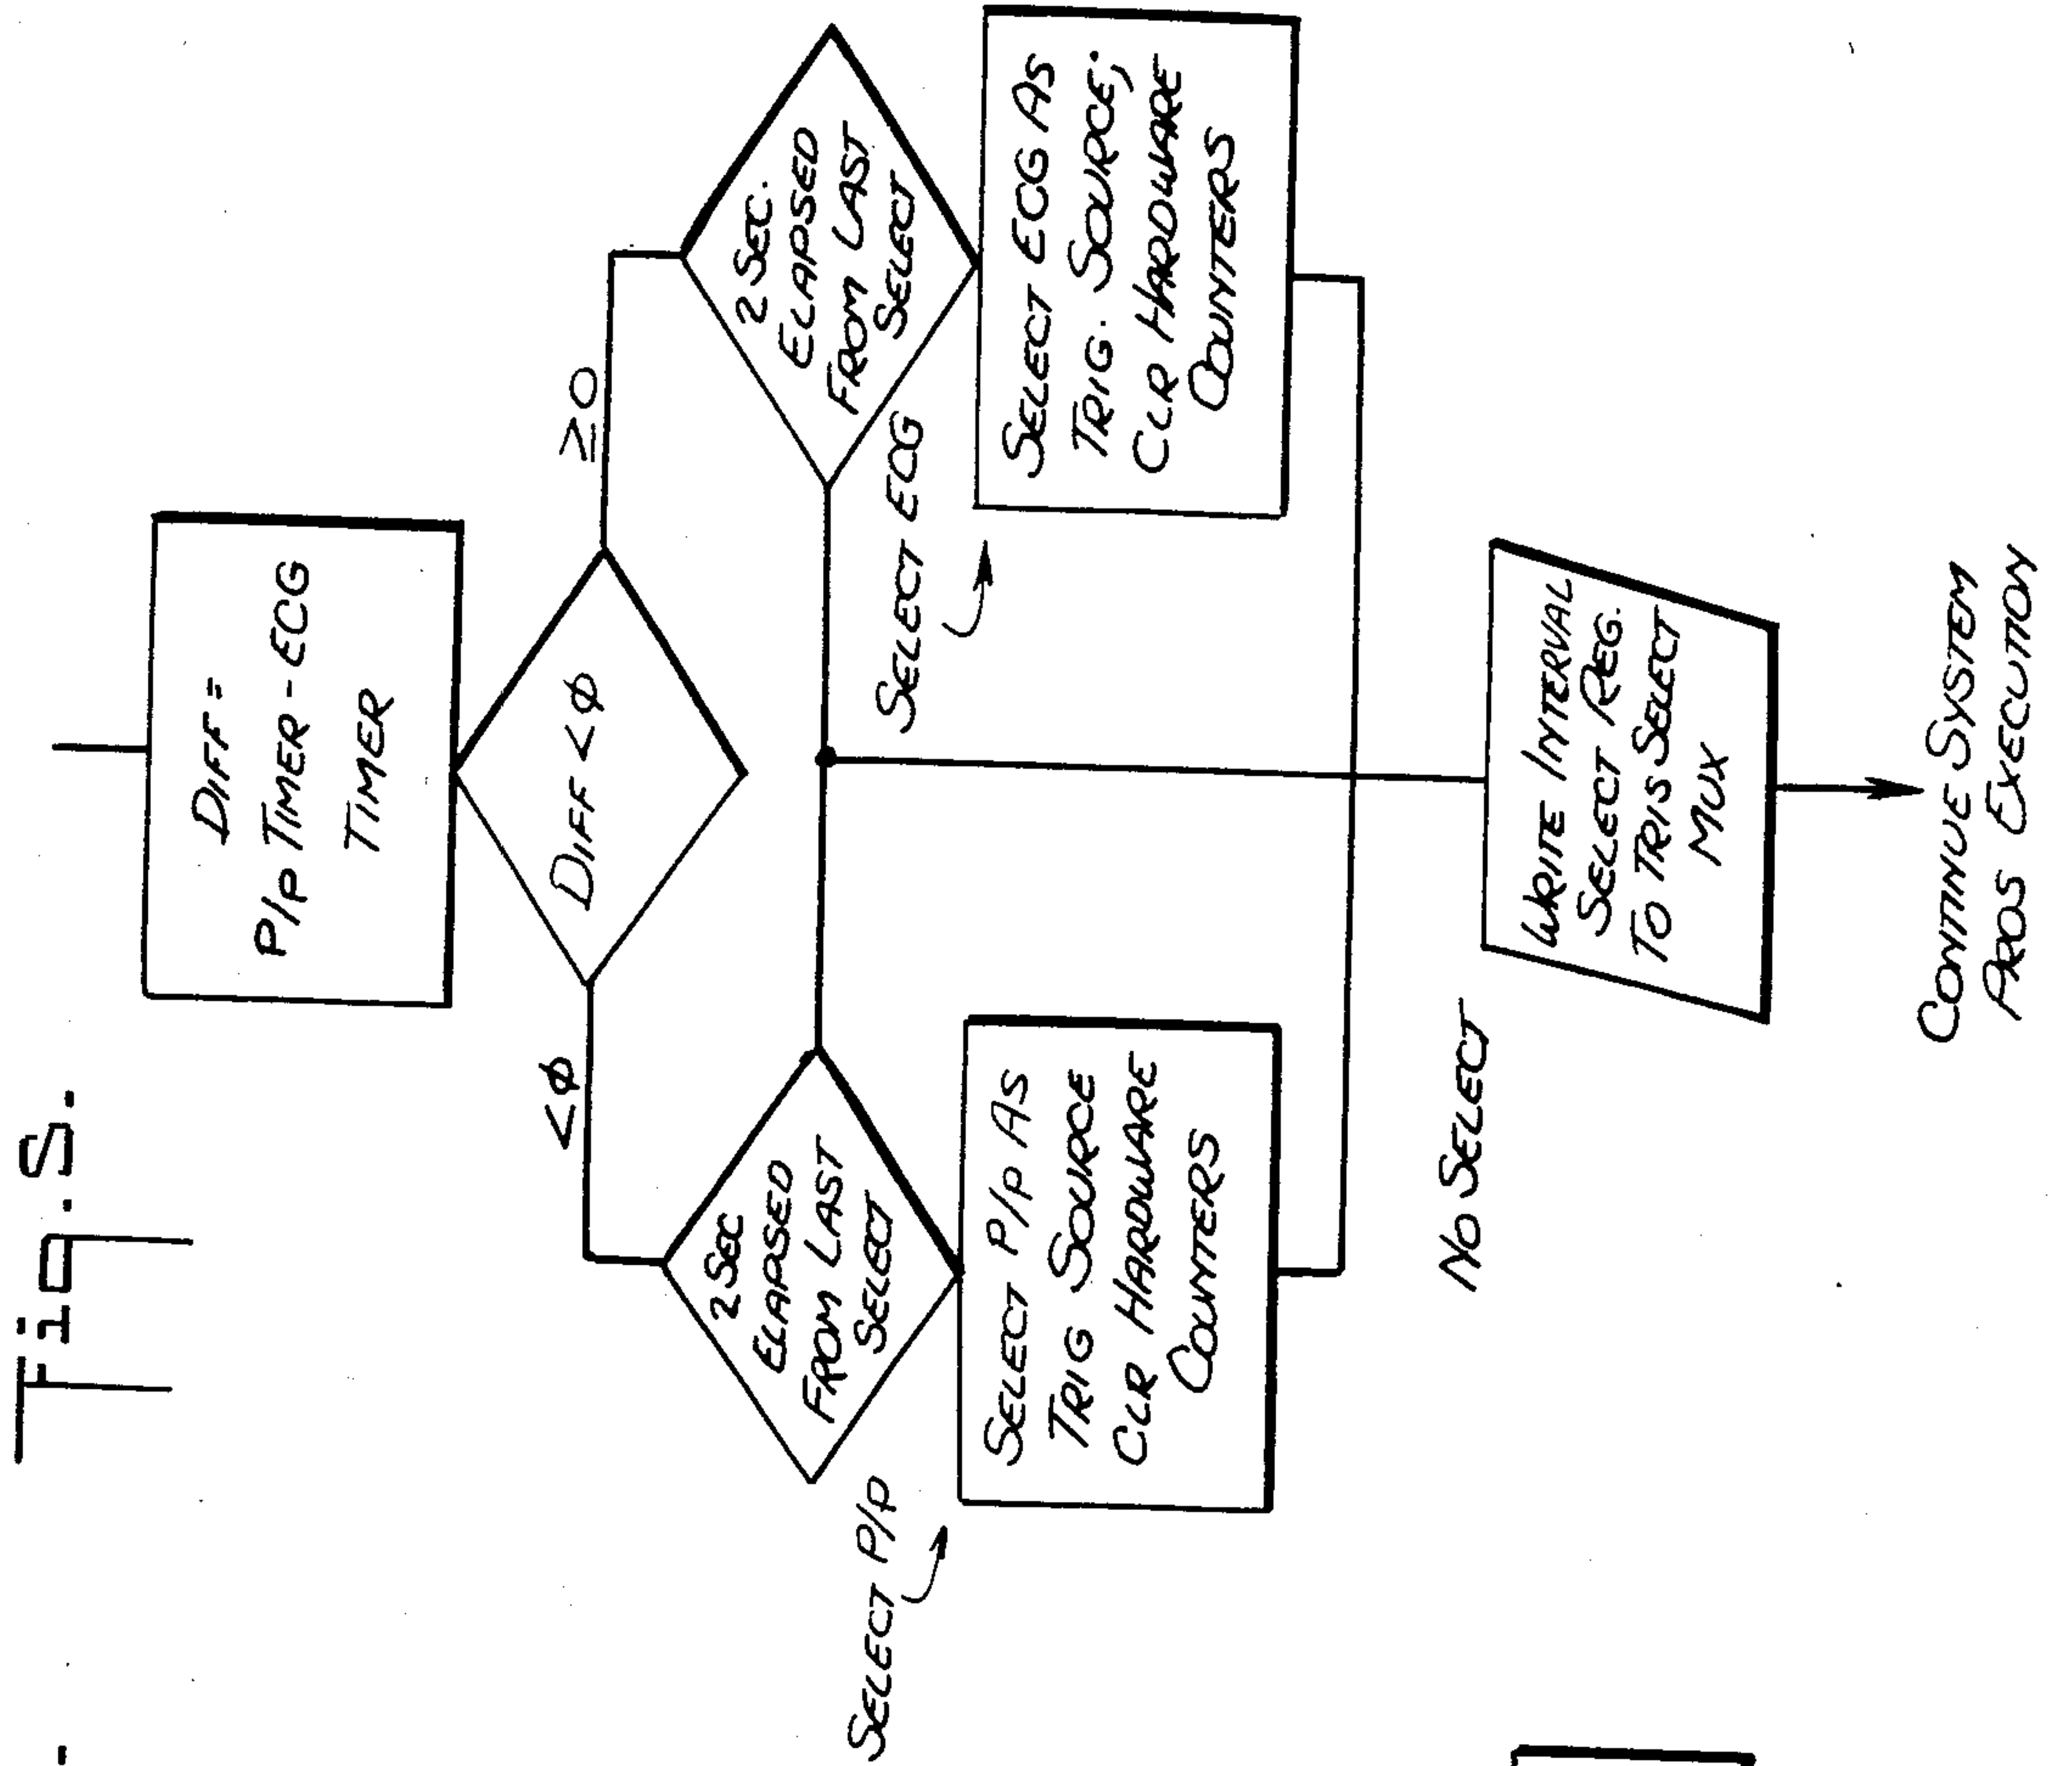 Fig. 5.
DIFF =
P/P TIMER - ECG
TIMER
DIFF < φ
< φ
≥ 0
2 SEC
ELAPSED
FROM LAST
SELECT
2 SEC.
ELAPSED
FROM LAST
SELECT
SELECT P/P
SELECT ECG
SELECT P/P AS
TRIG SOURCE
CLR HARDWARE
COUNTERS
SELECT ECG AS
TRIG. SOURCE;
CLR HARDWARE
COUNTERS
NO SELECT
WRITE INTERVAL
SELECT REG.
TO TRIS SELECT
MUX
CONTINUE SYSTEM
PROS EXECUTION